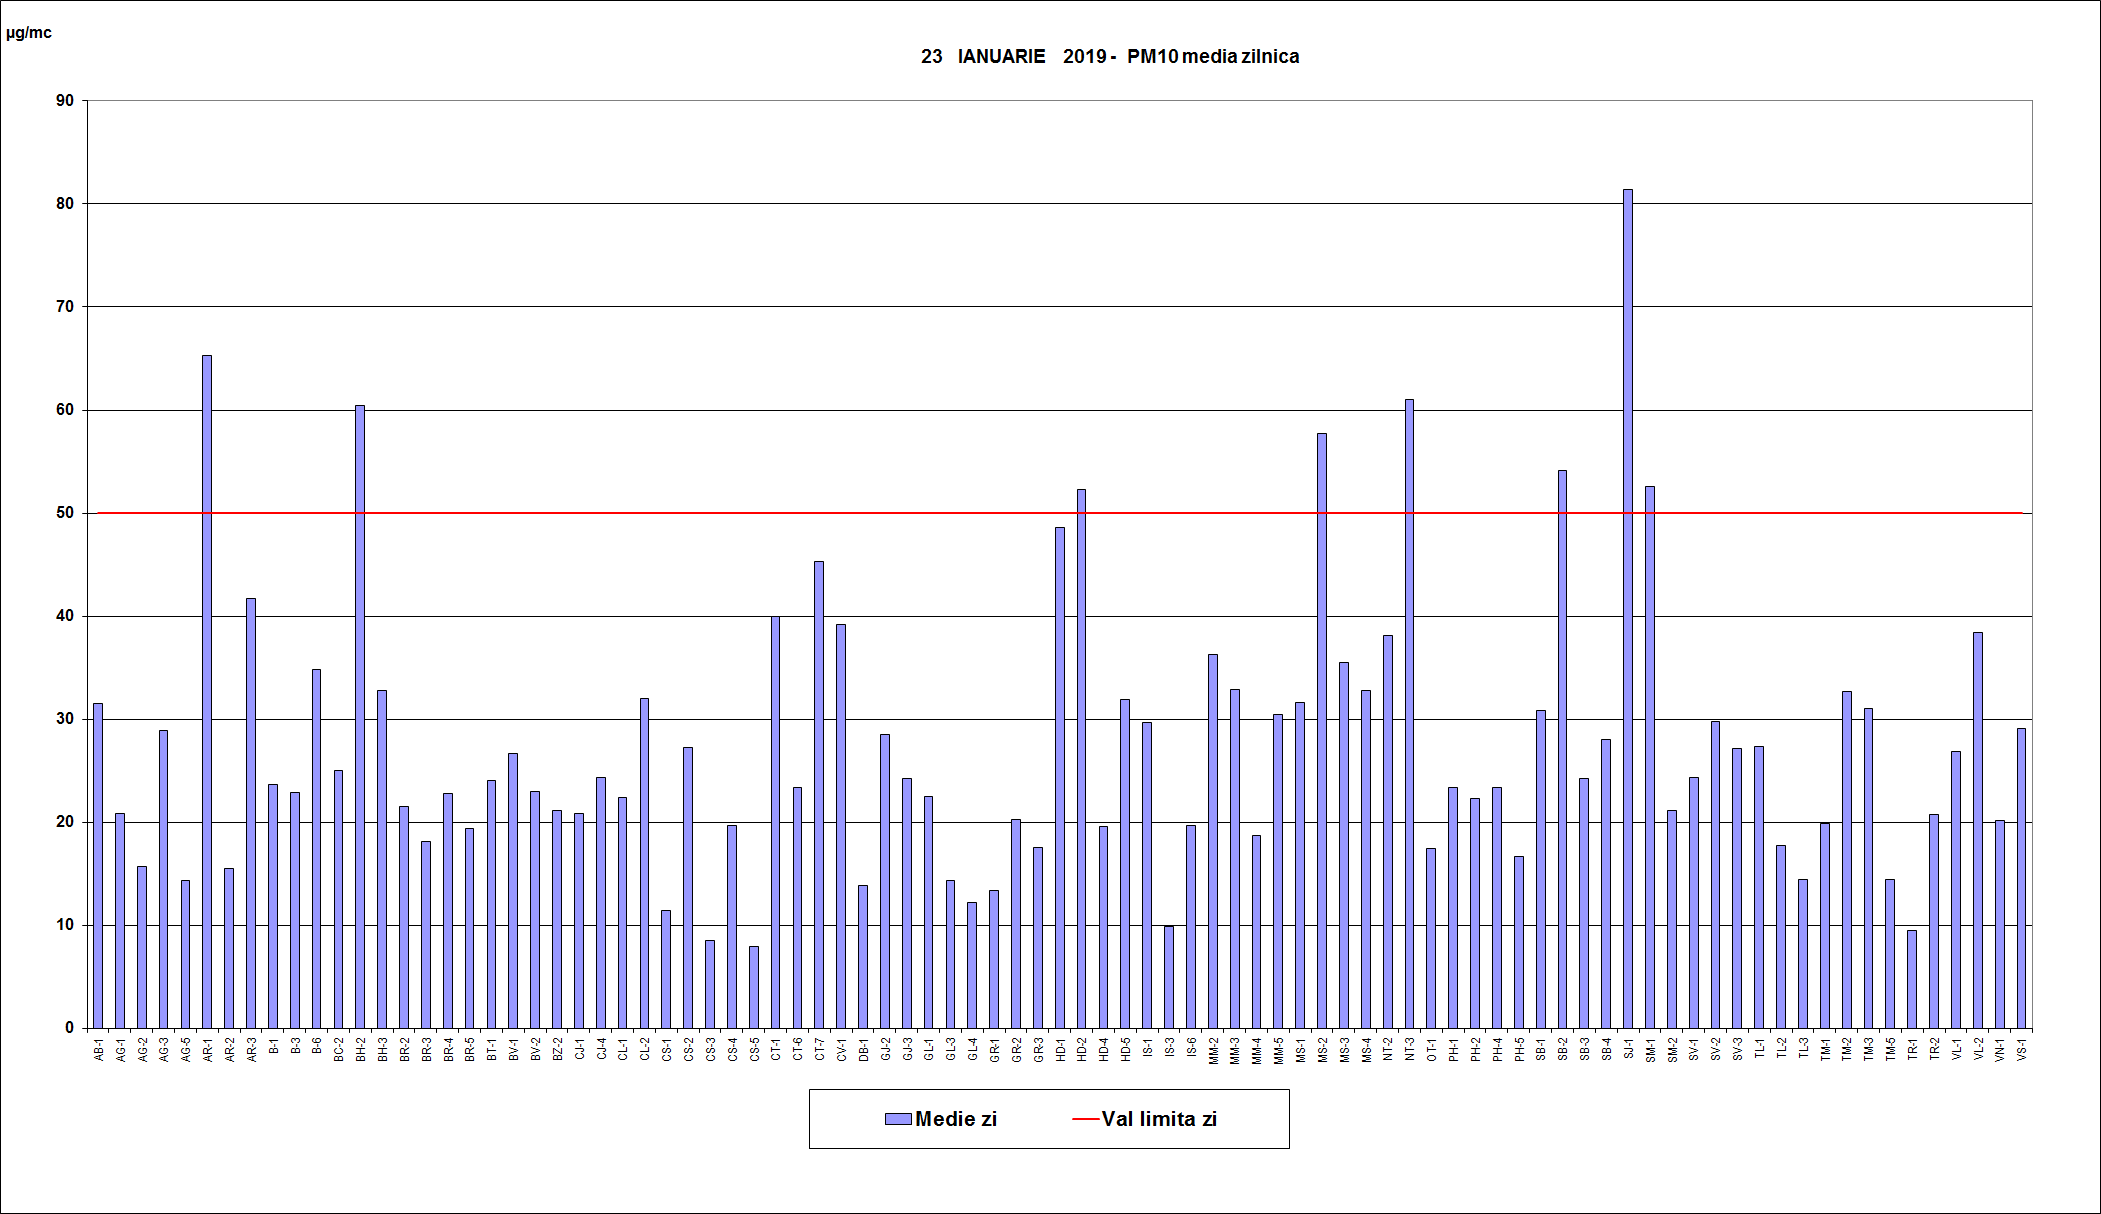 µg/mc
23 IANUARIE 2019 - PM10 media zilnica
90
80
70
60
50
40
30
20
10
0
AB-1
AG-1
AG-2
AG-3
AG-5
AR-1
AR-2
AR-3
B-1
B-3
B-6
BC-2
BH-2
BH-3
BR-2
BR-3
BR-4
BR-5
BT-1
BV-1
BV-2
BZ-2
CJ-1
CJ-4
CL-1
CL-2
CS-1
CS-2
CS-3
CS-4
CS-5
CT-1
CT-6
CT-7
CV-1
DB-1
GJ-2
GJ-3
GL-1
GL-3
GL-4
GR-1
GR-2
GR-3
HD-1
HD-2
HD-4
HD-5
IS-1
IS-3
IS-6
MM-2
MM-3
MM-4
MM-5
MS-1
MS-2
MS-3
MS-4
NT-2
NT-3
OT-1
PH-1
PH-2
PH-4
PH-5
SB-1
SB-2
SB-3
SB-4
SJ-1
SM-1
SM-2
SV-1
SV-2
SV-3
TL-1
TL-2
TL-3
TM-1
TM-2
TM-3
TM-5
TR-1
TR-2
VL-1
VL-2
VN-1
VS-1
Medie zi
Val limita zi